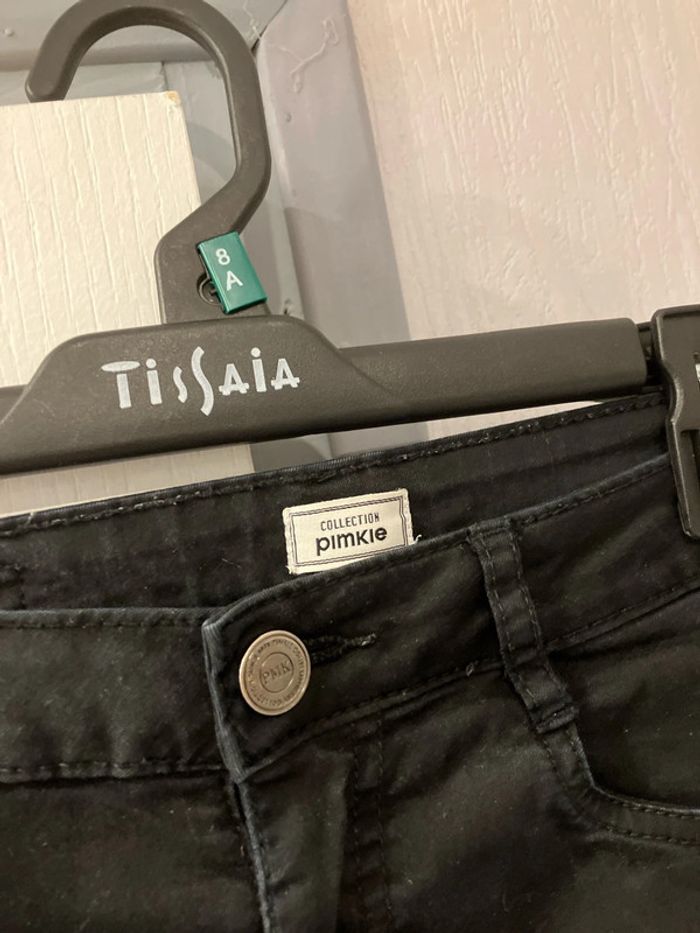 8
A
TiSSAiA
COLLECTION
pimkie
PMK